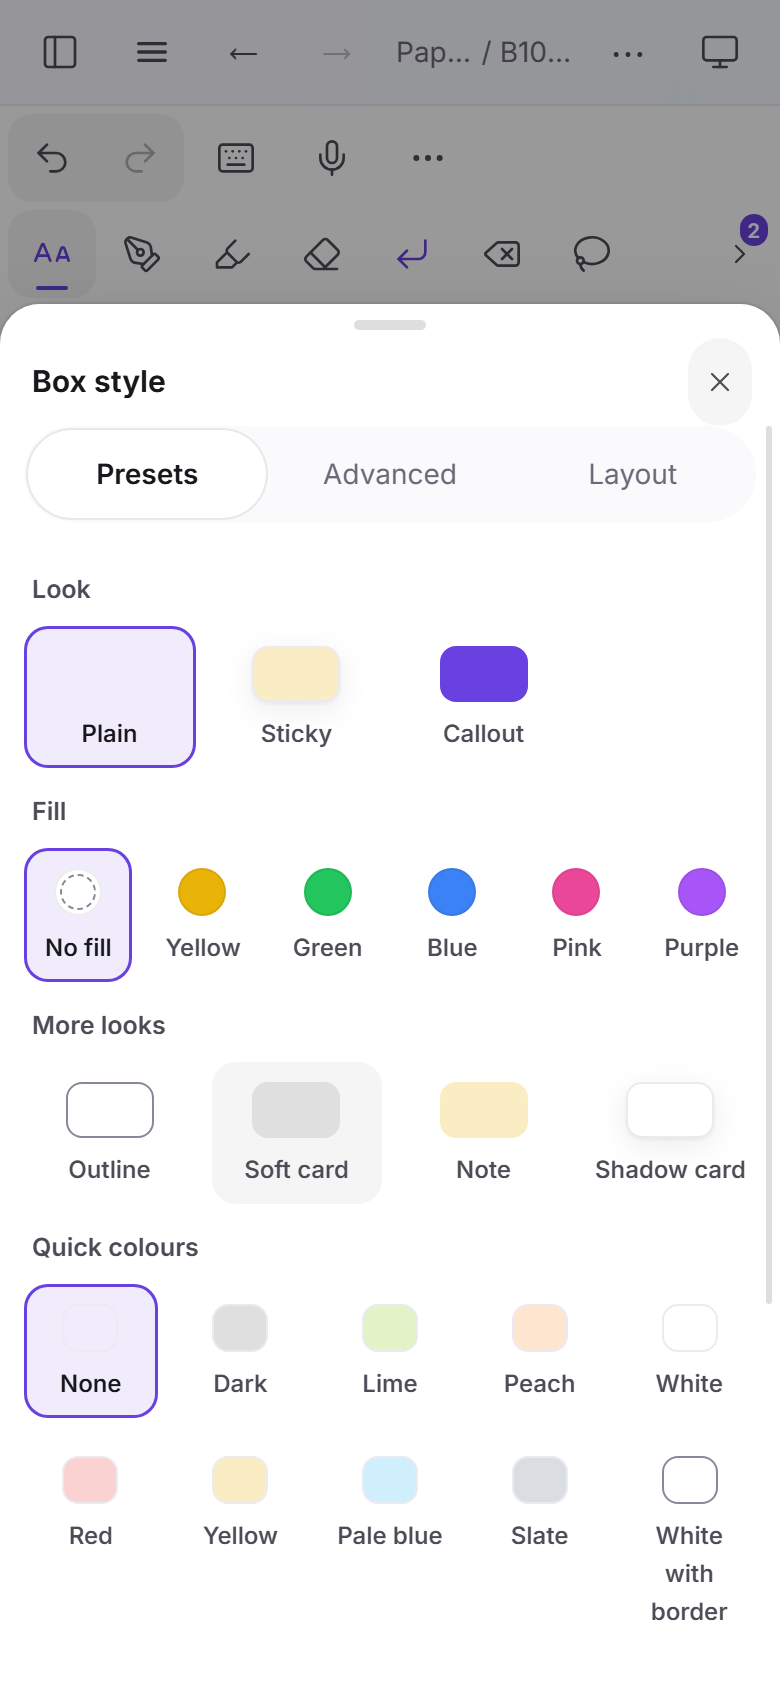 Pap... / B10...
2
AA
Box style
Presets
Advanced
Layout
Look
Plain
Sticky
Callout
Fill
No fill
Yellow
Green
Blue
Pink
Purple
More looks
Outline
Soft card
Note
Shadow card
Quick colours
None
Dark
Lime
Peach
White
Red
Yellow
Pale blue
Slate
White
with
border